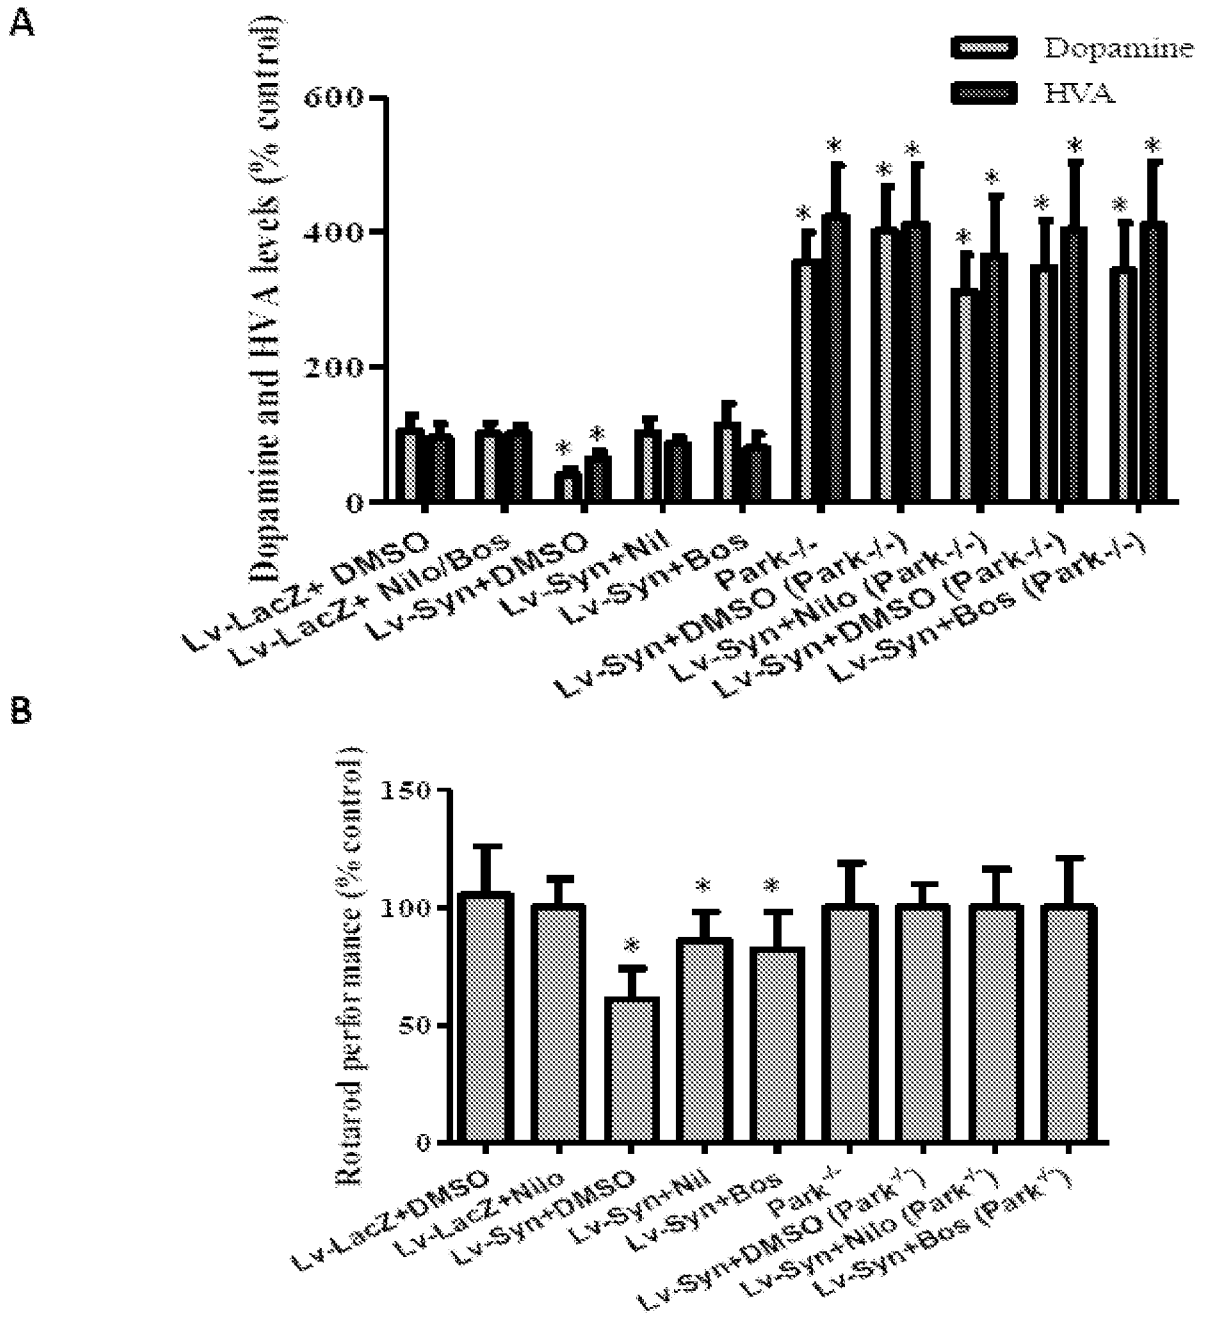 A
Dopamine and HVA levels (% control)
Dopamine
HVA
600
400
200
0
* * * * * * * * * * * *
Lv-LacZ+ DMSO
Lv-LacZ+ Nilo/Bos
Lv-Syn+DMSO
Lv-Syn+Nil
Lv-Syn+Bos
Park-/-
Lv-Syn+DMSO (Park-/-)
Lv-Syn+Nilo (Park-/-)
Lv-Syn+DMSO (Park-/-)
Lv-Syn+Bos (Park-/-)
B
Rotarod performance (% control)
150
100
50
0
* * *
Lv-LacZ+DMSO
Lv-LacZ+Nilo
Lv-Syn+DMSO
Lv-Syn+Nil
Lv-Syn+Bos
Park-/-
Lv-Syn+DMSO (Park-/-)
Lv-Syn+Nilo (Park-/-)
Lv-Syn+Bos (Park-/-)